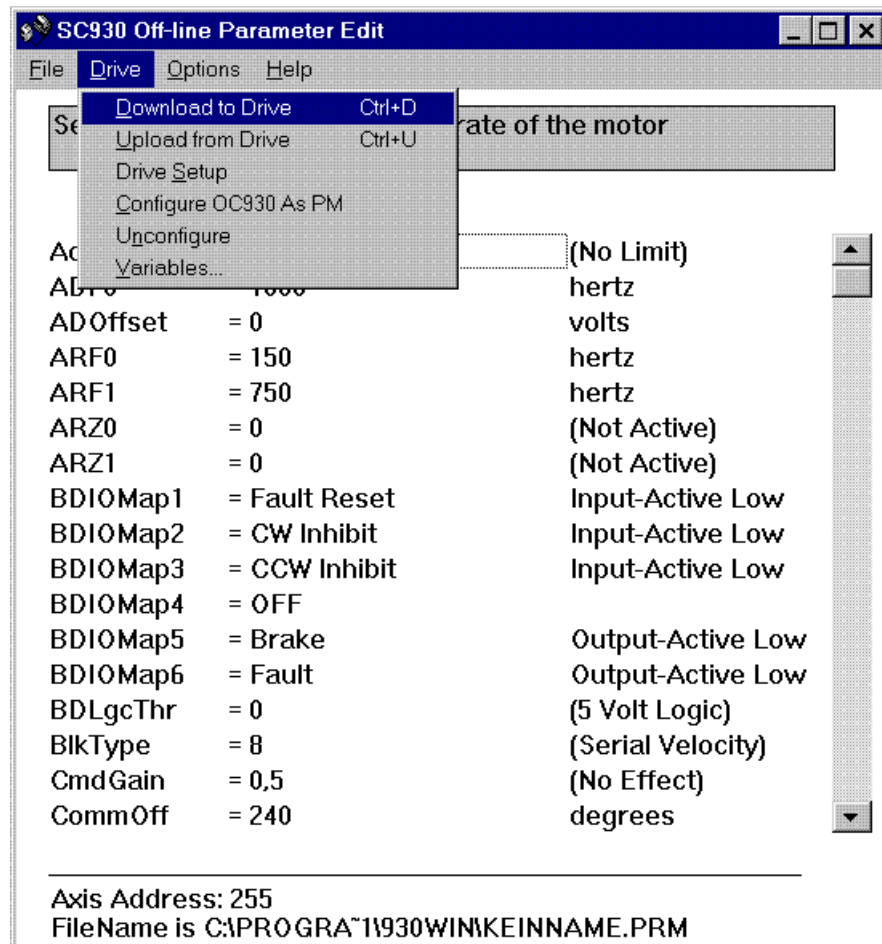 SC930 Off-line Parameter Edit
File Drive Options Help
Download to Drive Ctrl+D
Upload from Drive Ctrl+U
Drive Setup
Configure OC930 As PM
Unconfigure
Variables...
rate of the motor
(No Limit)
hertz
ADOffset = 0 volts
ARF0 = 150 hertz
ARF1 = 750 hertz
ARZ0 = 0 (Not Active)
ARZ1 = 0 (Not Active)
BDIOMap1 = Fault Reset Input-Active Low
BDIOMap2 = CW Inhibit Input-Active Low
BDIOMap3 = CCW Inhibit Input-Active Low
BDIOMap4 = OFF
BDIOMap5 = Brake Output-Active Low
BDIOMap6 = Fault Output-Active Low
BDLgcThr = 0 (5 Volt Logic)
BlkType = 8 (Serial Velocity)
CmdGain = 0,5 (No Effect)
CommOff = 240 degrees
Axis Address: 255
FileName is C:\PROGRA~1\930WIN\KEINNAME.PRM